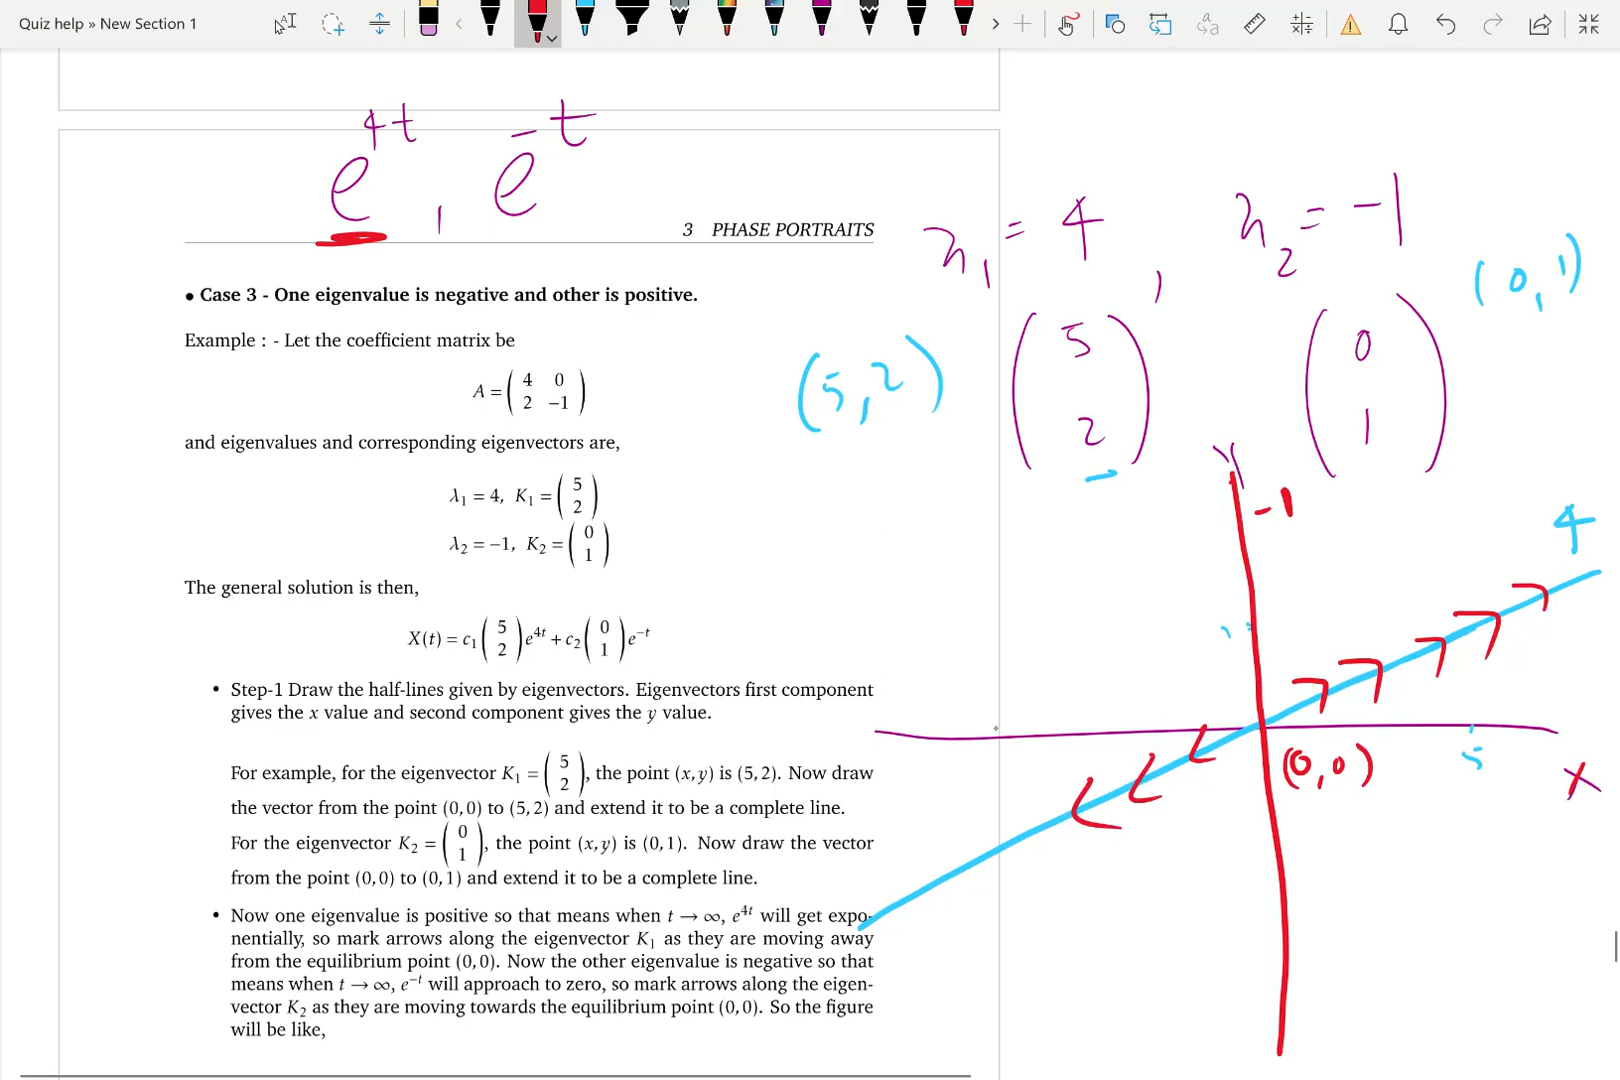 Quiz help » New Section 1
e^{4t}, e^{-t}
3 PHASE PORTRAITS
• Case 3 - One eigenvalue is negative and other is positive.
Example : - Let the coefficient matrix be
A = ( 4 0
2 −1 )
and eigenvalues and corresponding eigenvectors are,
λ₁ = 4, K₁ = ( 5
2 )
λ₂ = −1, K₂ = ( 0
1 )
The general solution is then,
X(t) = c₁ ( 5
2 ) e^{4t} + c₂ ( 0
1 ) e^{−t}
• Step-1 Draw the half-lines given by eigenvectors. Eigenvectors first component
gives the x value and second component gives the y value.
For example, for the eigenvector K₁ = ( 5
2 ), the point (x, y) is (5, 2). Now draw
the vector from the point (0,0) to (5,2) and extend it to be a complete line.
For the eigenvector K₂ = ( 0
1 ), the point (x, y) is (0,1). Now draw the vector
from the point (0,0) to (0,1) and extend it to be a complete line.
• Now one eigenvalue is positive so that means when t → ∞, e^{4t} will get expo-
nentially, so mark arrows along the eigenvector K₁ as they are moving away
from the equilibrium point (0,0). Now the other eigenvalue is negative so that
means when t → ∞, e^{−t} will approach to zero, so mark arrows along the eigen-
vector K₂ as they are moving towards the equilibrium point (0,0). So the figure
will be like,
λ₁ = 4, λ₂ = -1
(5,2) ( 5
2 ) ( 0
1 ) (0,1)
y
-1
4
(0,0)
5
x